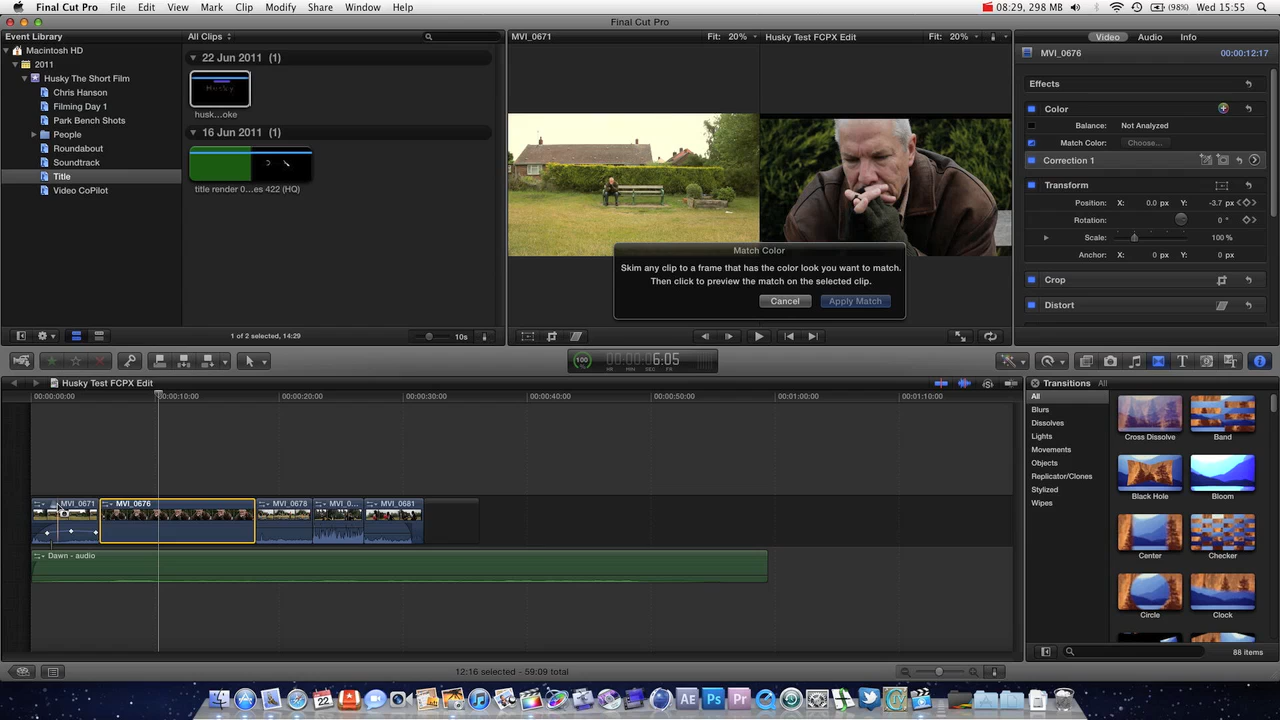 Final Cut Pro File Edit View Mark Clip Modify Share Window Help 08:29, 298 MB (98%) Wed 15:55
Final Cut Pro
Event Library
All Clips
MVI_0671 Fit: 20%
Husky Test FCPX Edit Fit: 20%
Video Audio Info
Macintosh HD
2011
Husky The Short Film
Chris Hanson
Filming Day 1
Park Bench Shots
People
Roundabout
Soundtrack
Title
Video CoPilot
22 Jun 2011 (1)
Husky
husk...oke
16 Jun 2011 (1)
title render 0...es 422 (HQ)
1 of 2 selected, 14:29
10s
Match Color
Skim any clip to a frame that has the color look you want to match.
Then click to preview the match on the selected clip.
Cancel Apply Match
MVI_0676 00:00:12:17
Effects
Color
Balance: Not Analyzed
Match Color: Choose...
Correction 1
Transform
Position: X: 0.0 px Y: -3.7 px
Rotation: 0 °
Scale: 100 %
Anchor: X: 0 px Y: 0 px
Crop
Distort
100 00:00:06:05
HR MIN SEC FR
Husky Test FCPX Edit
00:00:00:00 00:00:10:00 00:00:20:00 00:00:30:00 00:00:40:00 00:00:50:00 00:01:00:00 00:01:10:00
MVI_0671 MVI_0676 MVI_0678 MVI_0... MVI_0681
Dawn - audio
12:16 selected - 59:09 total
Transitions All
All
Blurs
Dissolves
Lights
Movements
Objects
Replicator/Clones
Stylized
Wipes
Cross Dissolve Band
Black Hole Bloom
Center Checker
Circle Clock
88 items
22
AE Ps Pr